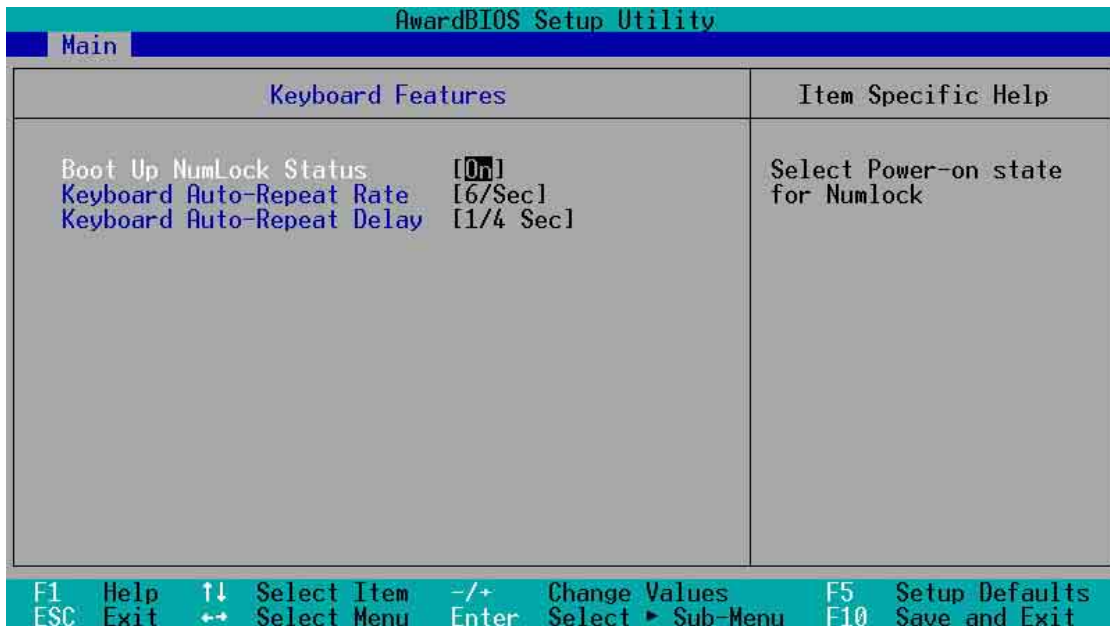 AwardBIOS Setup Utility
Main
Keyboard Features
Item Specific Help
Boot Up NumLock Status [On]
Keyboard Auto-Repeat Rate [6/Sec]
Keyboard Auto-Repeat Delay [1/4 Sec]
Select Power-on state
for Numlock
F1 Help ↑↓ Select Item -/+ Change Values F5 Setup Defaults
ESC Exit ←→ Select Menu Enter Select ► Sub-Menu F10 Save and Exit